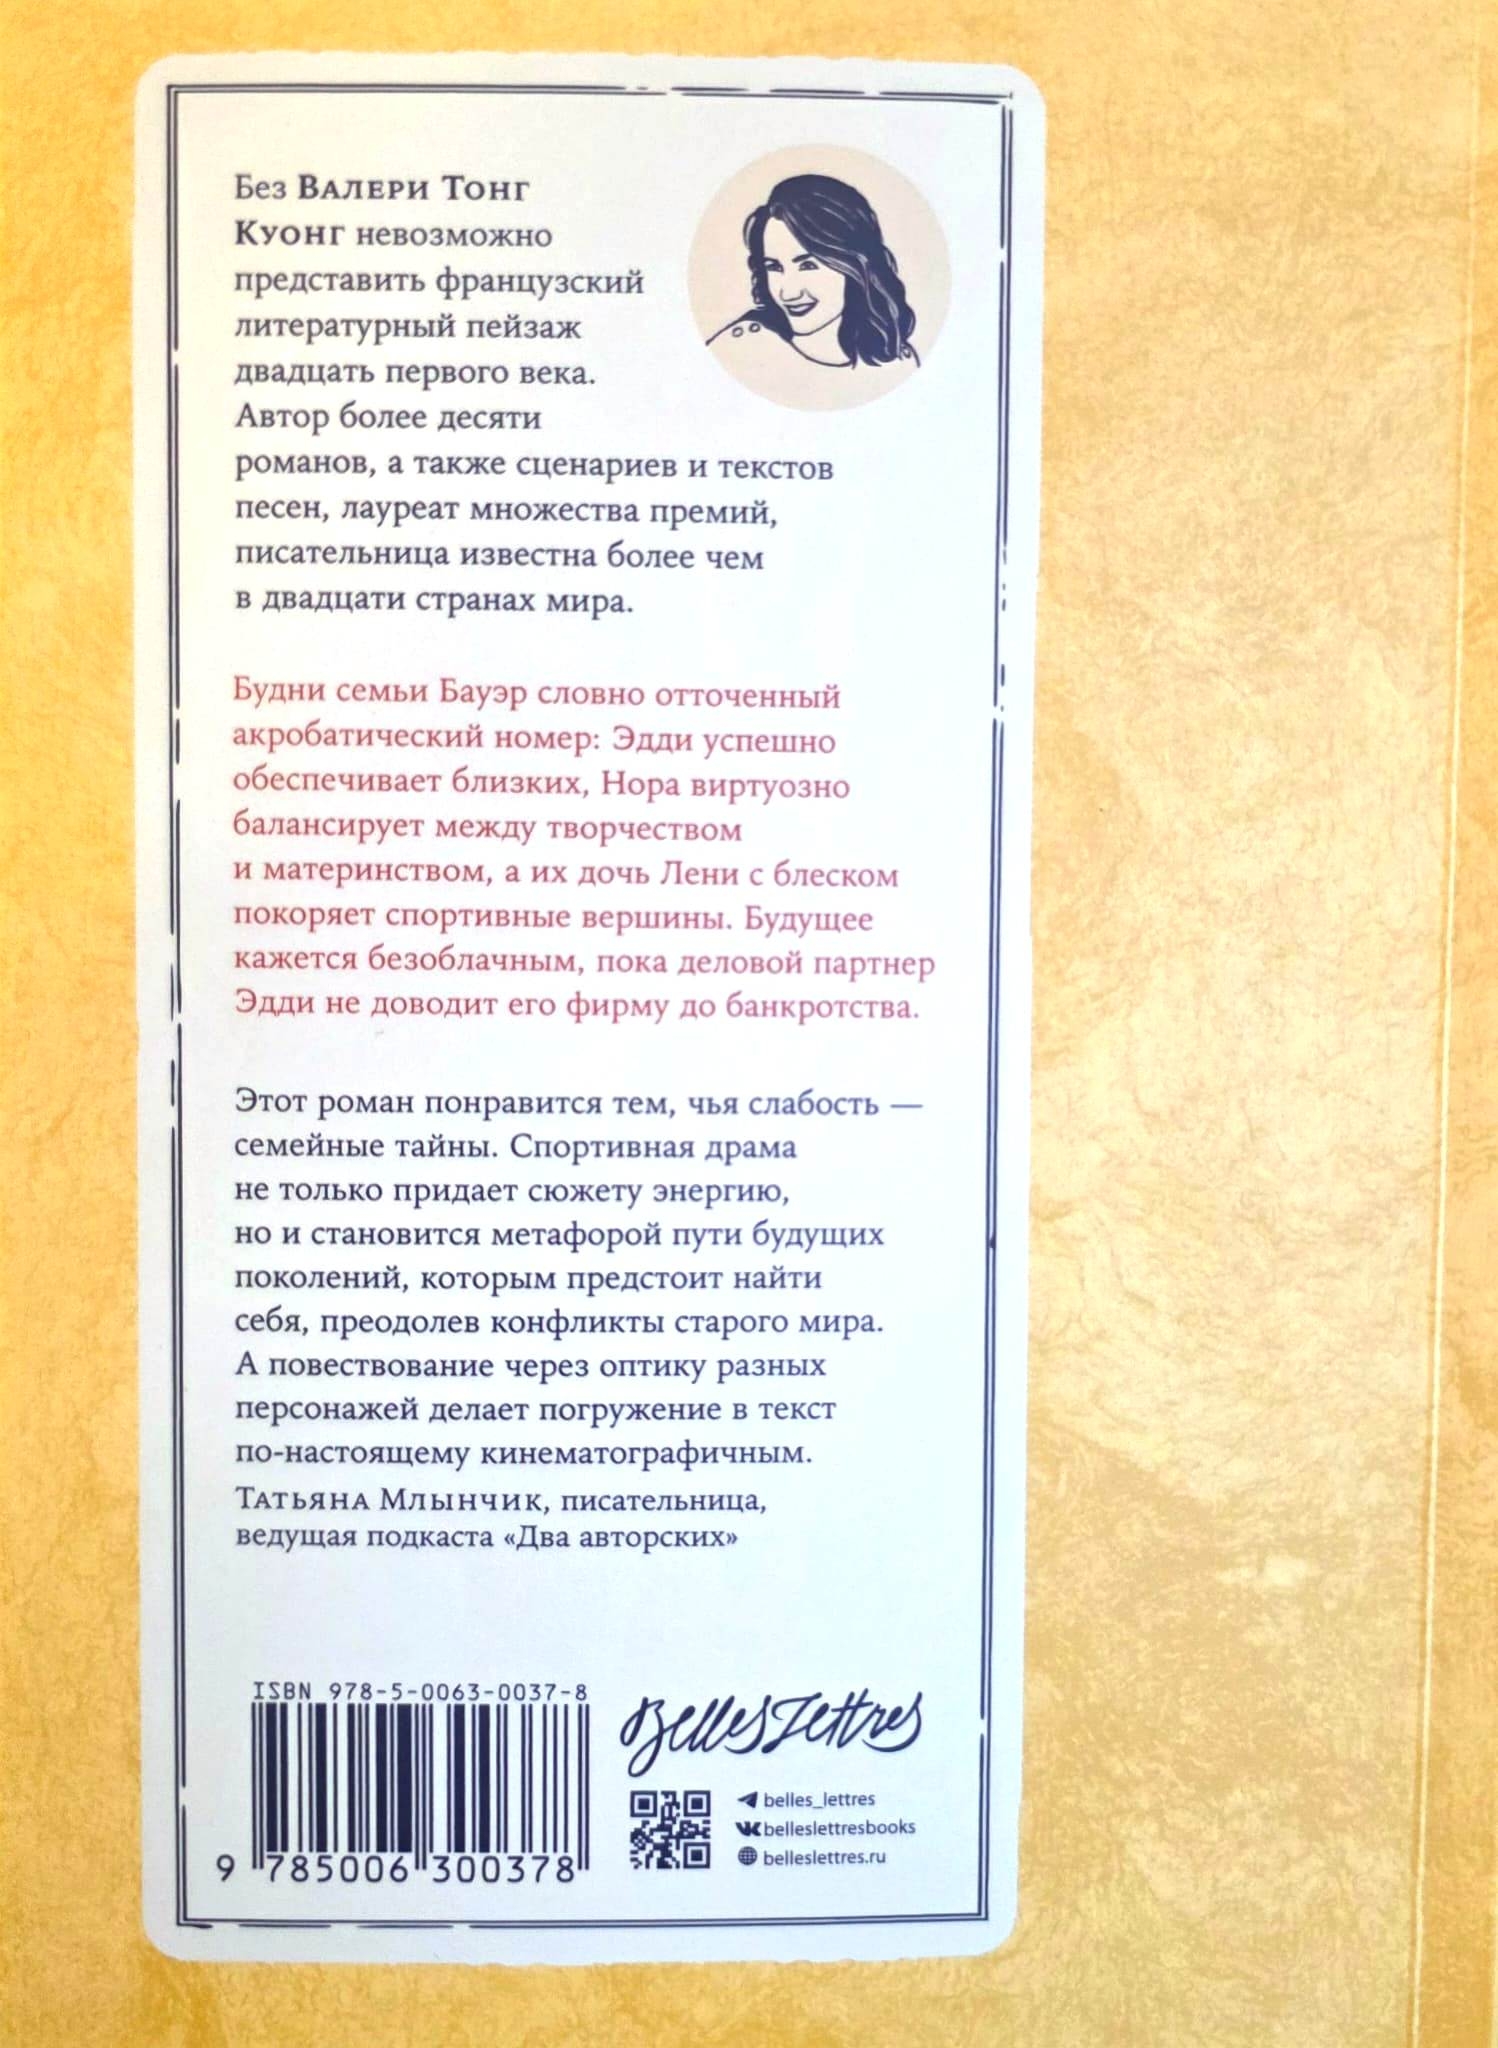 Без Валери Тонг
Куонг невозможно
представить французский
литературный пейзаж
двадцать первого века.
Автор более десяти
романов, а также сценариев и текстов
песен, лауреат множества премий,
писательница известна более чем
в двадцати странах мира.
Будни семьи Бауэр словно отточенный
акробатический номер: Эдди успешно
обеспечивает близких, Нора виртуозно
балансирует между творчеством
и материнством, а их дочь Лени с блеском
покоряет спортивные вершины. Будущее
кажется безоблачным, пока деловой партнер
Эдди не доводит его фирму до банкротства.
Этот роман понравится тем, чья слабость —
семейные тайны. Спортивная драма
не только придает сюжету энергию,
но и становится метафорой пути будущих
поколений, которым предстоит найти
себя, преодолев конфликты старого мира.
А повествование через оптику разных
персонажей делает погружение в текст
по-настоящему кинематографичным.
Татьяна Млынчик, писательница,
ведущая подкаста «Два авторских»
ISBN 978-5-0063-0037-8
9 785006 300378
Belles Lettres
belles_lettres
belleslettresbooks
belleslettres.ru